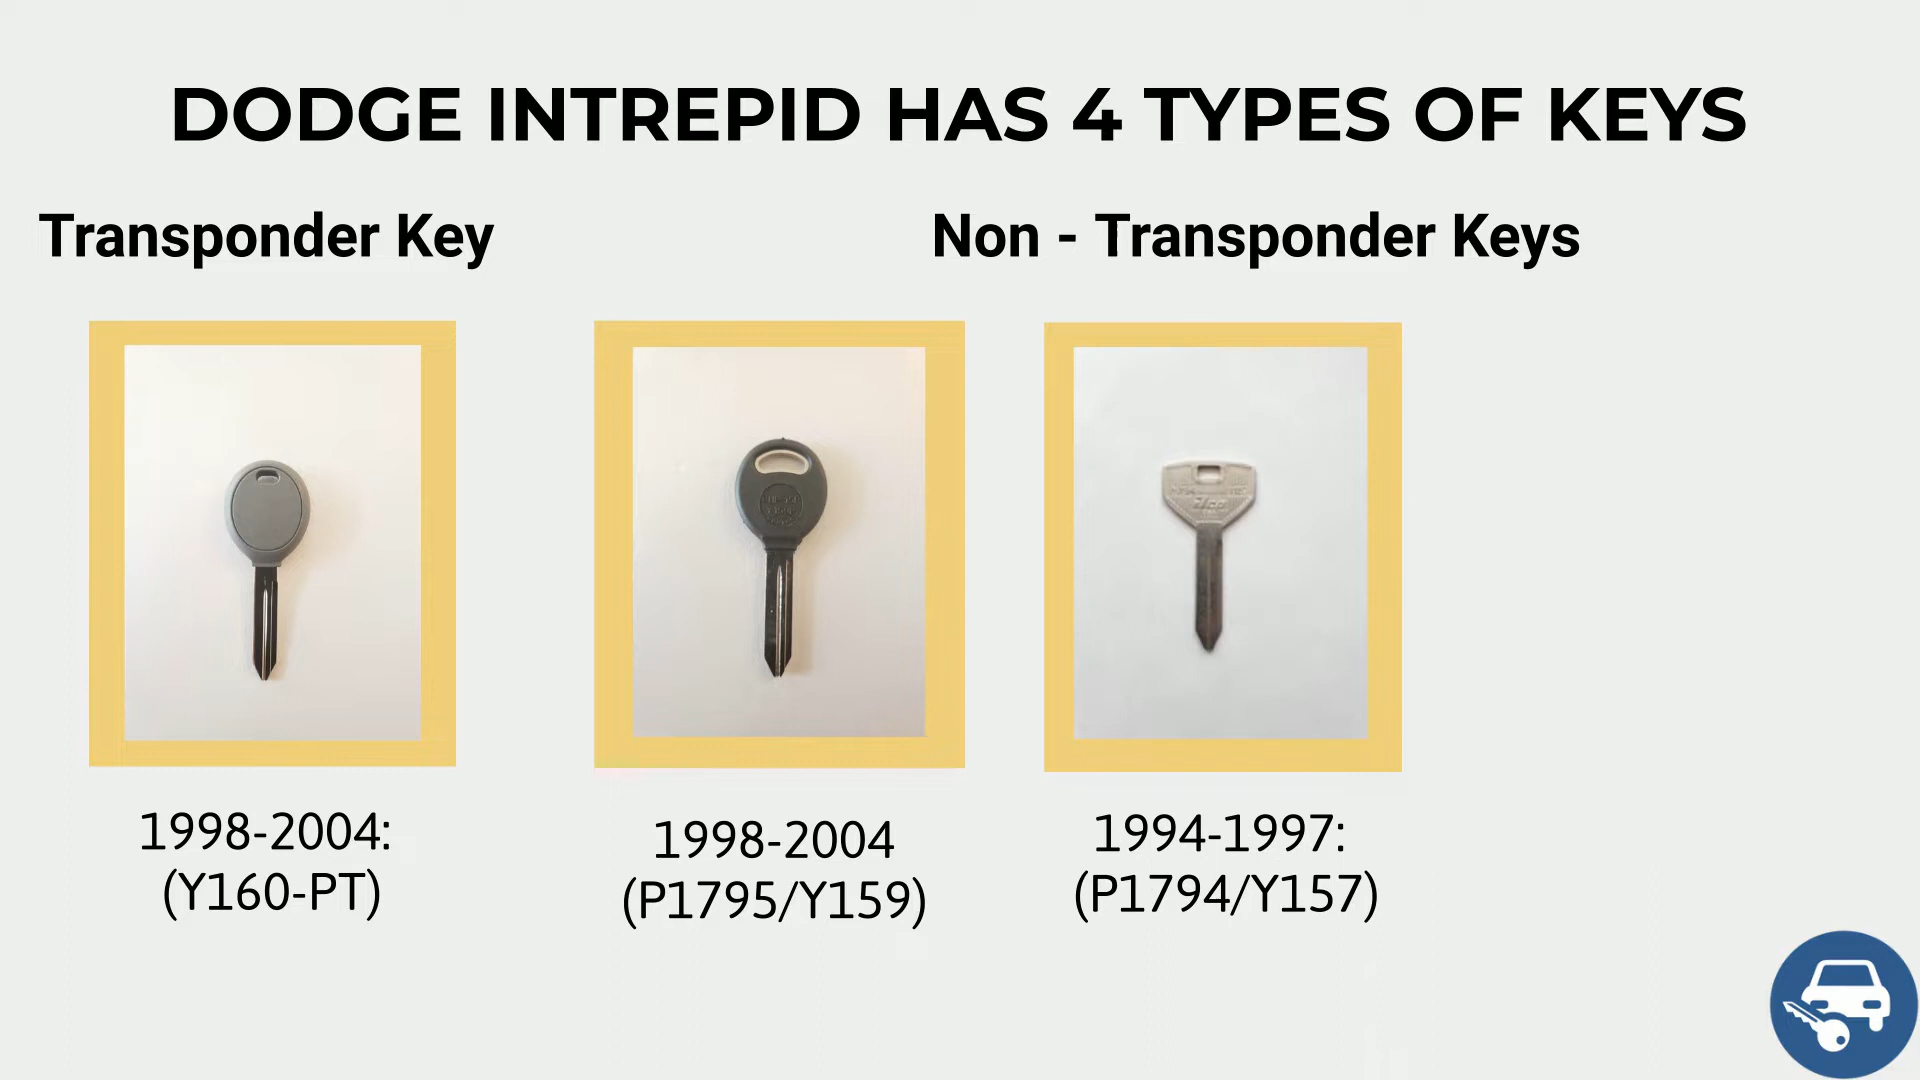 DODGE INTREPID HAS 4 TYPES OF KEYS
Transponder Key
Non - Transponder Keys
1998-2004:
(Y160-PT)
1998-2004
(P1795/Y159)
1994-1997:
(P1794/Y157)